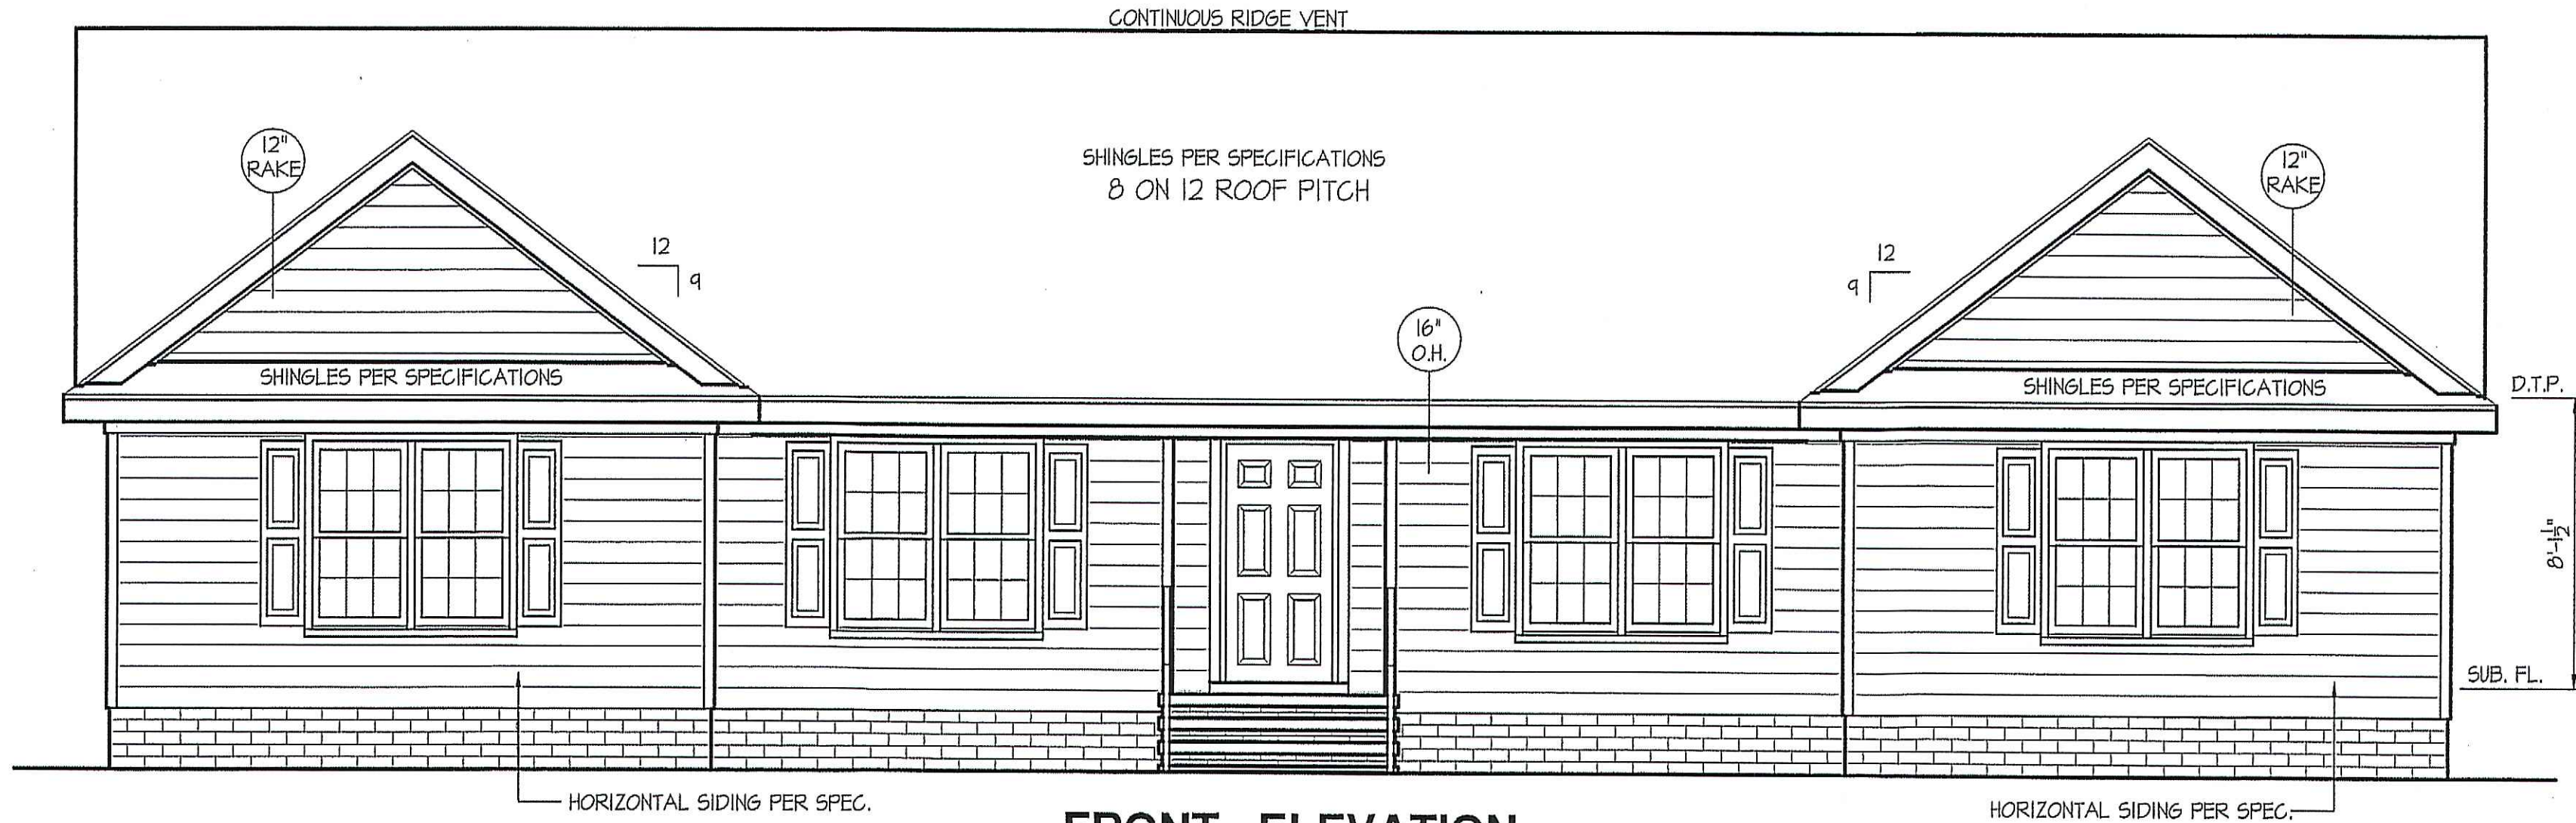 CONTINUOUS RIDGE VENT
12"
RAKE
SHINGLES PER SPECIFICATIONS
8 ON 12 ROOF PITCH
12"
RAKE
12
9
12
9
16"
O.H.
SHINGLES PER SPECIFICATIONS
SHINGLES PER SPECIFICATIONS
D.T.P.
8'-1½"
SUB. FL.
HORIZONTAL SIDING PER SPEC.
HORIZONTAL SIDING PER SPEC.
FRONT ELEVATION